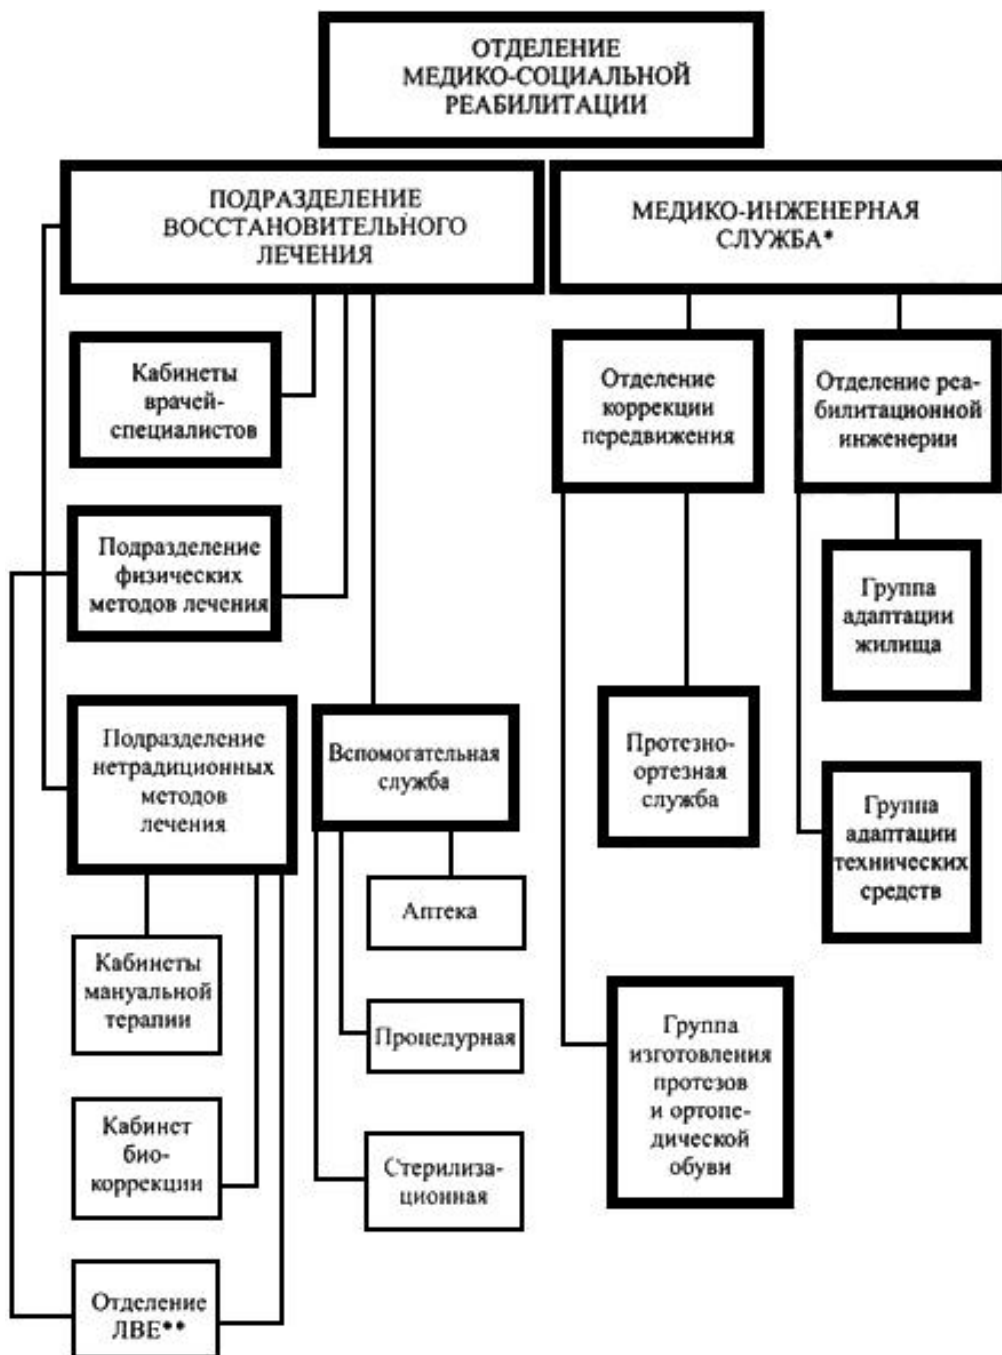 ОТДЕЛЕНИЕ
МЕДИКО-СОЦИАЛЬНОЙ
РЕАБИЛИТАЦИИ
ПОДРАЗДЕЛЕНИЕ
ВОССТАНОВИТЕЛЬНОГО
ЛЕЧЕНИЯ
МЕДИКО-ИНЖЕНЕРНАЯ
СЛУЖБА*
Кабинеты
врачей-
специалистов
Отделение
коррекции
передвижения
Отделение реа-
билитационной
инженерии
Подразделение
физических
методов лечения
Группа
адаптации
жилища
Подразделение
нетрадиционных
методов
лечения
Вспомогательная
служба
Протезно-
ортезная
служба
Группа
адаптации
технических
средств
Аптека
Кабинеты
мануальной
терапии
Процедурная
Группа
изготовления
протезов
и ортопе-
дической
обуви
Кабинет
био-
коррекции
Стерилиза-
ционная
Отделение
ЛВЕ**